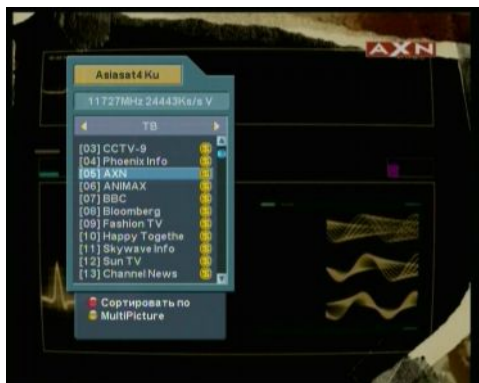 AXN
Asiasat4 Ku
11727MHz 24443Ks/s V
ТВ
[03] CCTV-9
[04] Phoenix Info
[05] AXN
[06] ANIMAX
[07] BBC
[08] Bloomberg
[09] Fashion TV
[10] Happy Togethe
[11] Skywave Info
[12] Sun TV
[13] Channel News
Сортировать по
MultiPicture